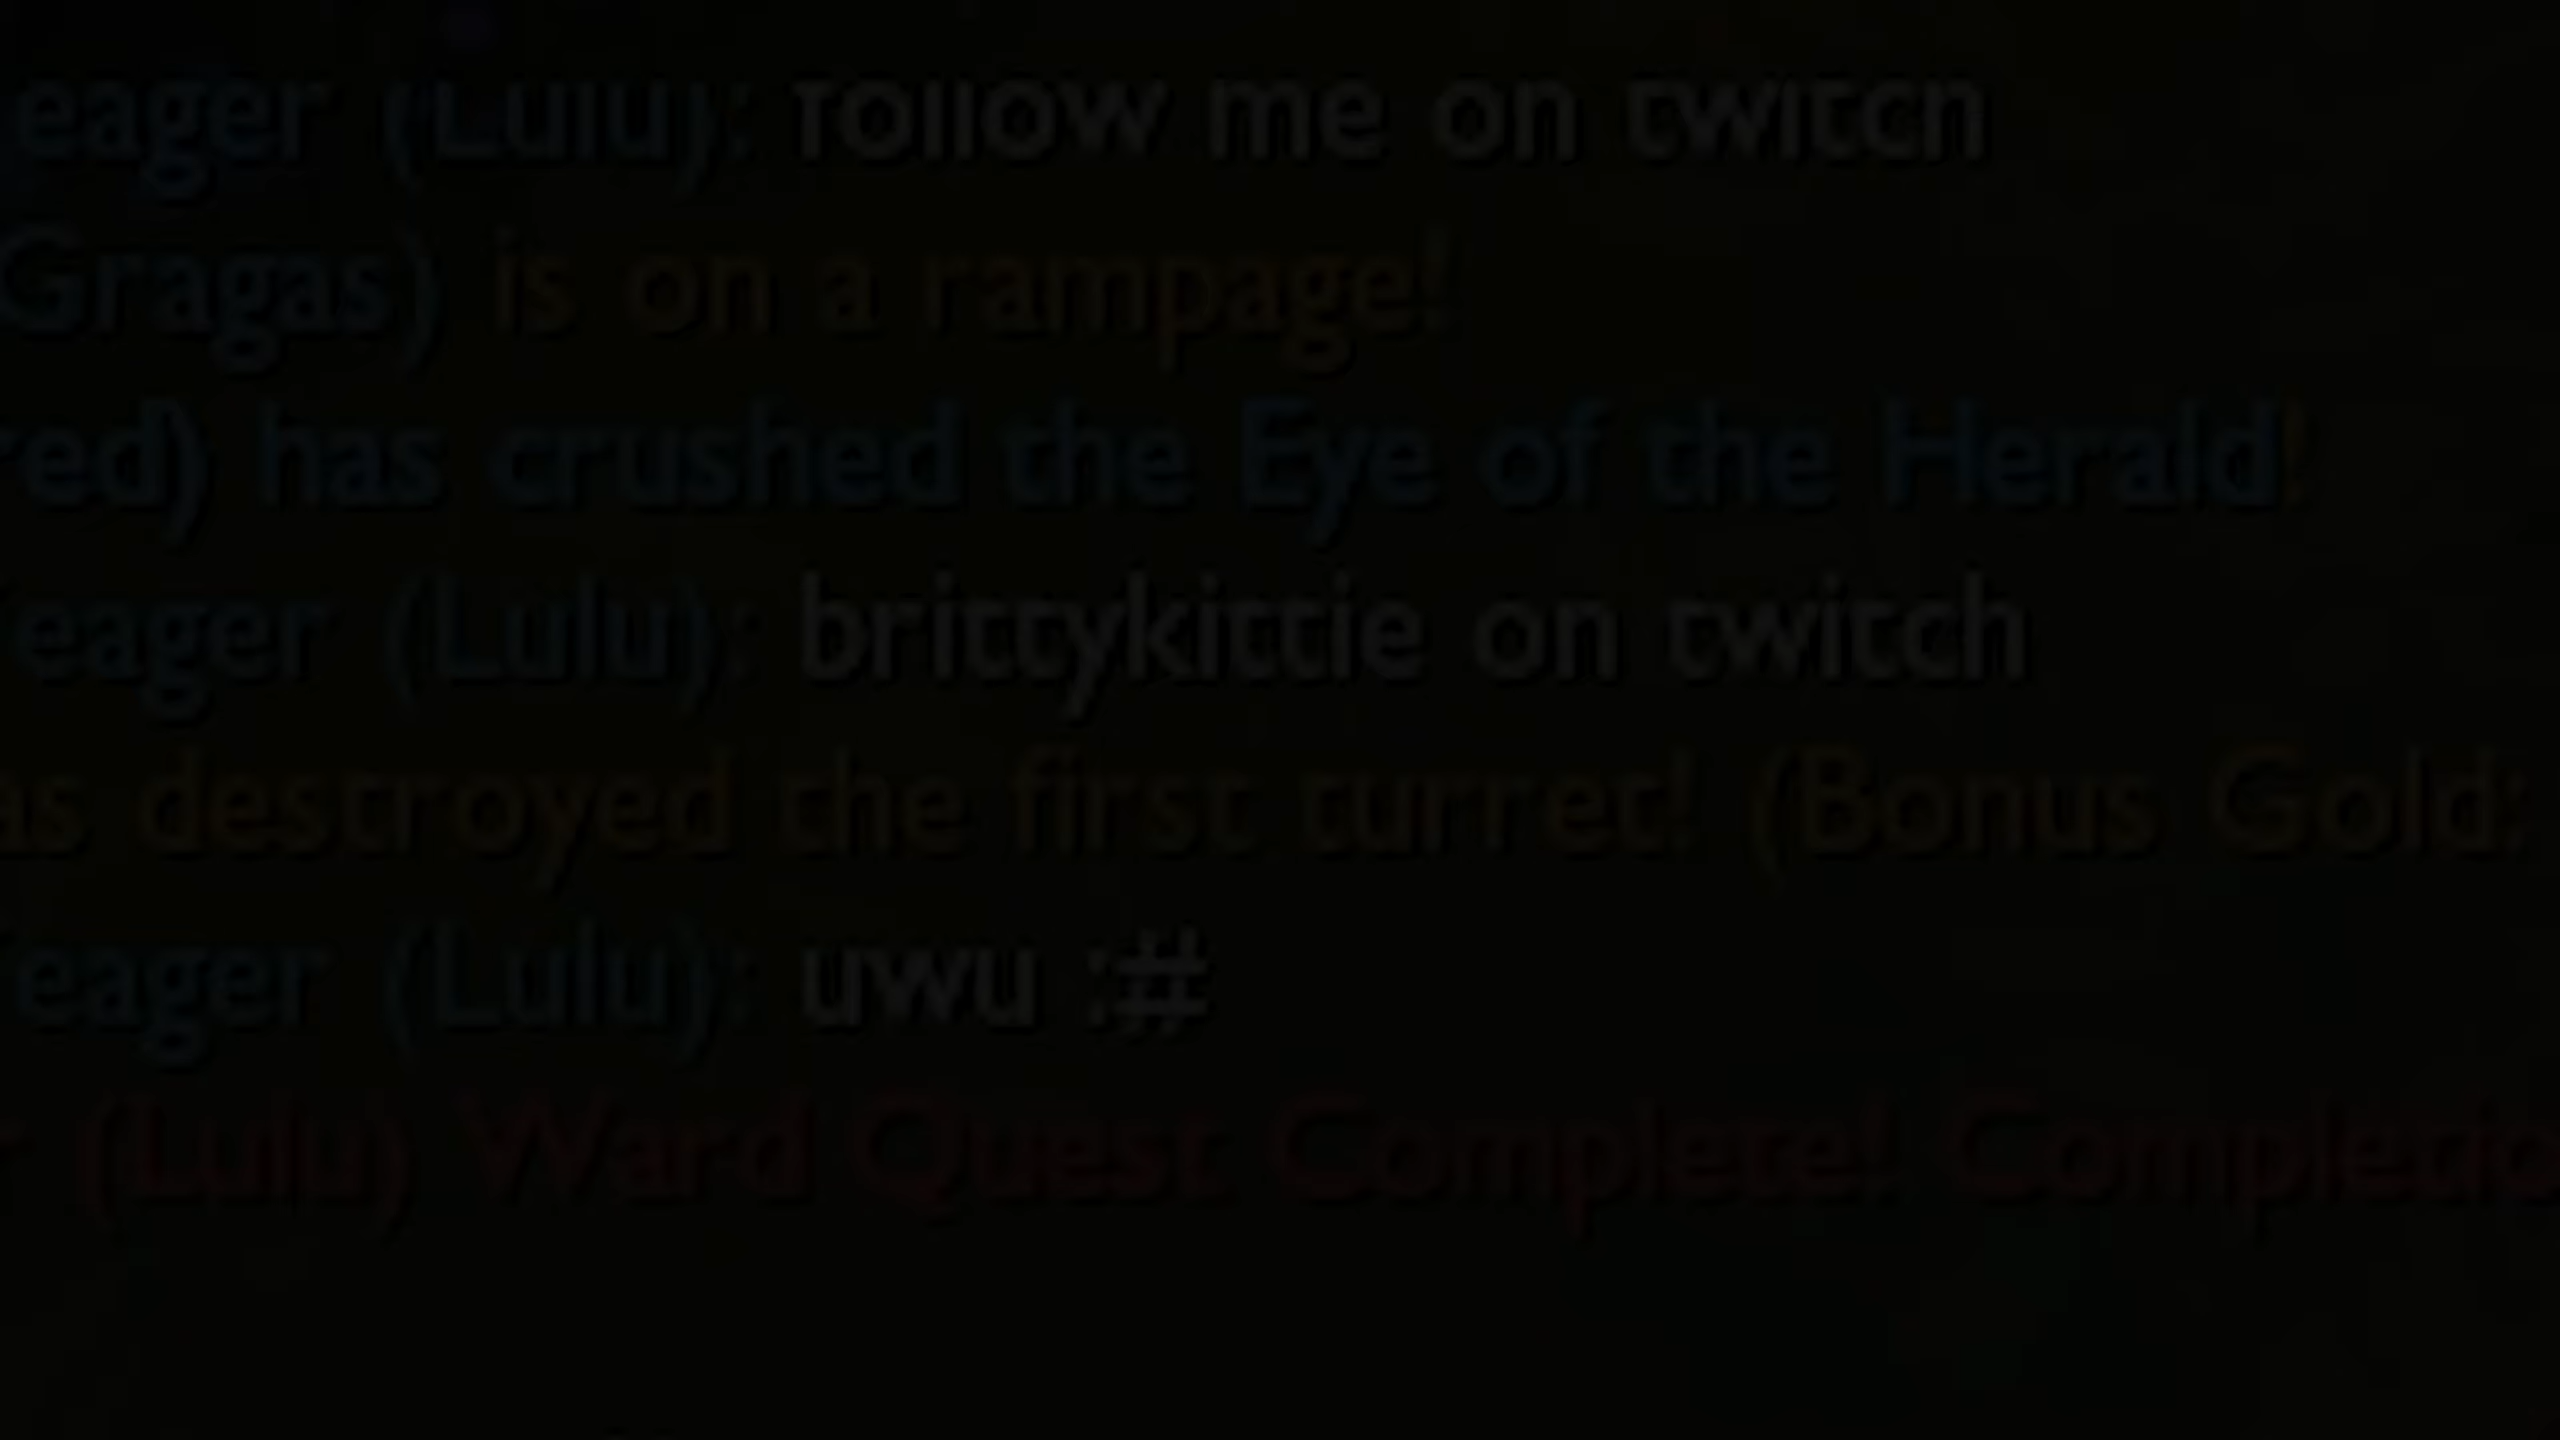 eager (Lulu): follow me on twitch
Gragas) is on a rampage!
red) has crushed the Eye of the Herald!
eager (Lulu): brittykittie on twitch
as destroyed the first turret! (Bonus Gold:
eager (Lulu): uwu :#
r (Lulu) Ward Quest Complete! Completio